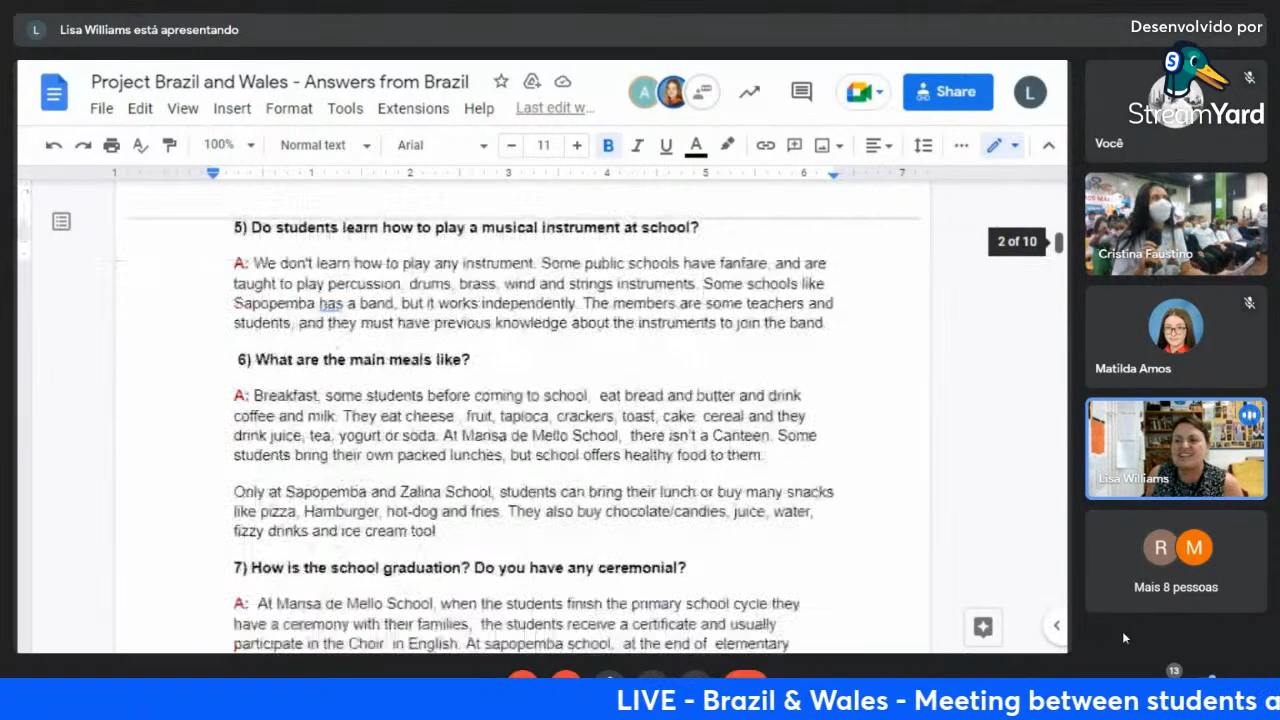 L Lisa Williams está apresentando
Desenvolvido por
S
StreamYard
Project Brazil and Wales - Answers from Brazil
File Edit View Insert Format Tools Extensions Help Last edit w...
A
Share
L
100% Normal text Arial − 11 + B I U A
1 1 2 3 4 5 6 7
5) Do students learn how to play a musical instrument at school?
A: We don't learn how to play any instrument. Some public schools have fanfare, and are
taught to play percussion, drums, brass, wind and strings instruments. Some schools like
Sapopemba has a band, but it works independently. The members are some teachers and
students, and they must have previous knowledge about the instruments to join the band.
6) What are the main meals like?
A: Breakfast, some students before coming to school, eat bread and butter and drink
coffee and milk. They eat cheese , fruit, tapioca, crackers, toast, cake, cereal and they
drink juice, tea, yogurt or soda. At Marisa de Mello School, there isn't a Canteen. Some
students bring their own packed lunches, but school offers healthy food to them.
Only at Sapopemba and Zalina School, students can bring their lunch or buy many snacks
like pizza, Hamburger, hot-dog and fries. They also buy chocolate/candies, juice, water,
fizzy drinks and ice cream too!
7) How is the school graduation? Do you have any ceremonial?
A: At Marisa de Mello School, when the students finish the primary school cycle they
have a ceremony with their families, the students receive a certificate and usually
participate in the Choir in English. At sapopemba school, at the end of elementary
2 of 10
Você
Cristina Faustino
Matilda Amos
Lisa Williams
R M
Mais 8 pessoas
13
LIVE - Brazil & Wales - Meeting between students a